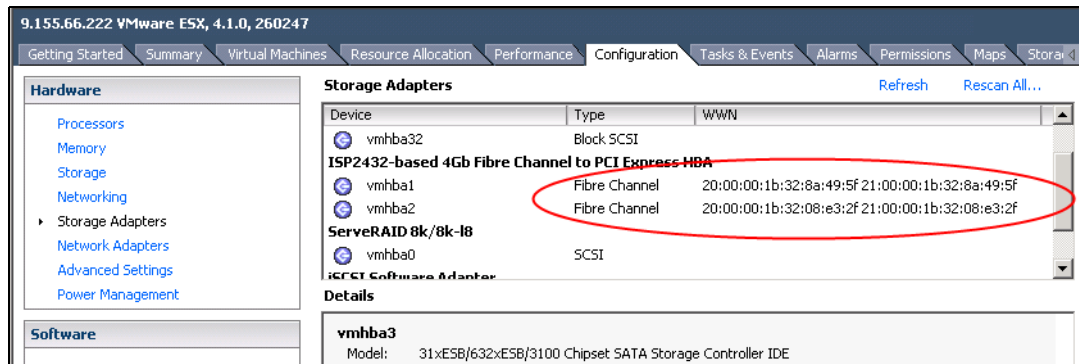 9.155.66.222 VMware ESX, 4.1.0, 260247
Getting Started Summary Virtual Machines Resource Allocation Performance Configuration Tasks & Events Alarms Permissions Maps Storag
Hardware
Processors
Memory
Storage
Networking
Storage Adapters
Network Adapters
Advanced Settings
Power Management
Software
Storage Adapters Refresh Rescan All...
Device Type WWN
vmhba32 Block SCSI
ISP2432-based 4Gb Fibre Channel to PCI Express HBA
vmhba1 Fibre Channel 20:00:00:1b:32:8a:49:5f 21:00:00:1b:32:8a:49:5f
vmhba2 Fibre Channel 20:00:00:1b:32:08:e3:2f 21:00:00:1b:32:08:e3:2f
ServeRAID 8k/8k-l8
vmhba0 SCSI
iSCSI Software Adapter
Details
vmhba3
Model: 31xESB/632xESB/3100 Chipset SATA Storage Controller IDE